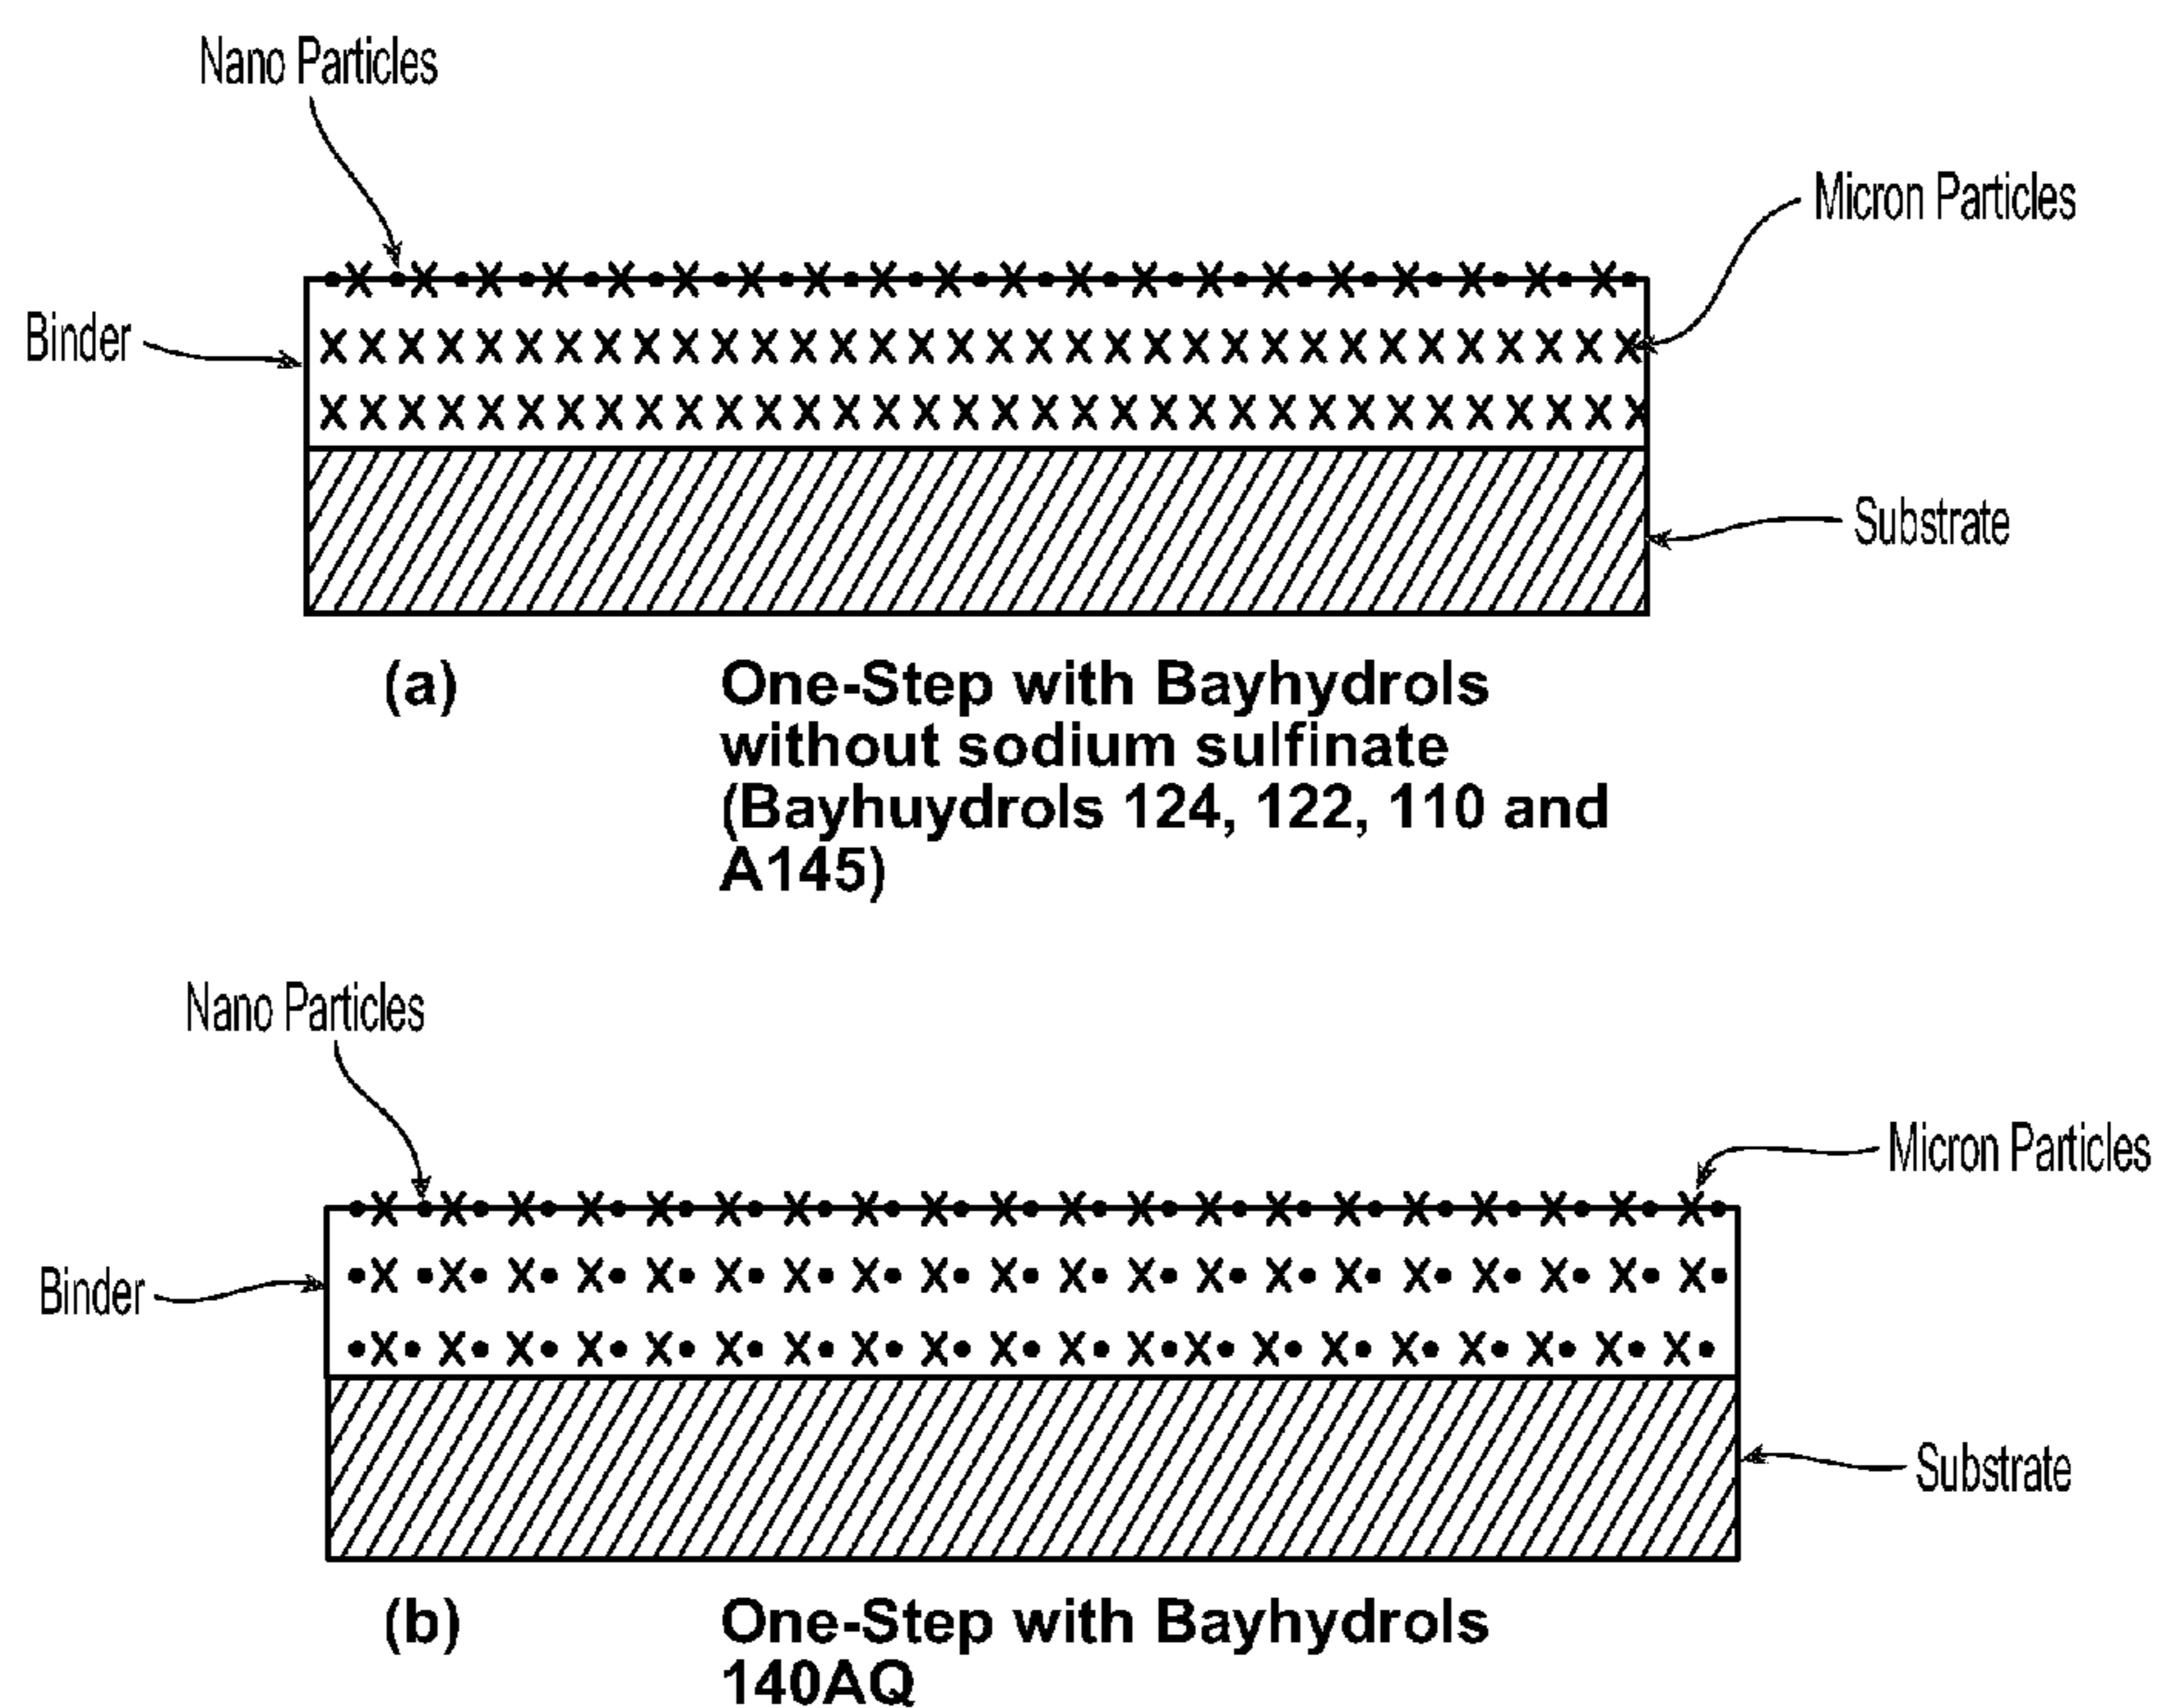 Nano Particles
Micron Particles
Binder
Substrate
(a) One-Step with Bayhydrols
without sodium sulfinate
(Bayhuydrols 124, 122, 110 and
A145)
Nano Particles
Micron Particles
Binder
Substrate
(b) One-Step with Bayhydrols
140AQ